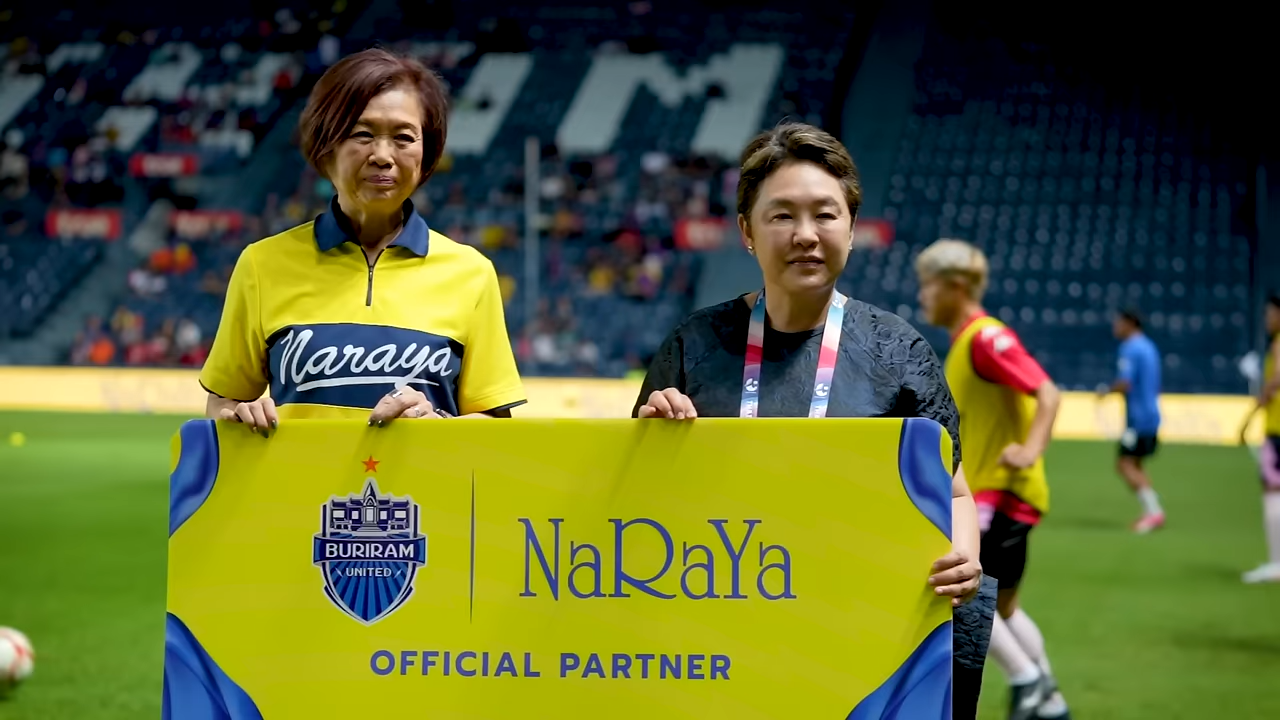 Naraya
BURIRAM
UNITED
NaRaYa
OFFICIAL PARTNER